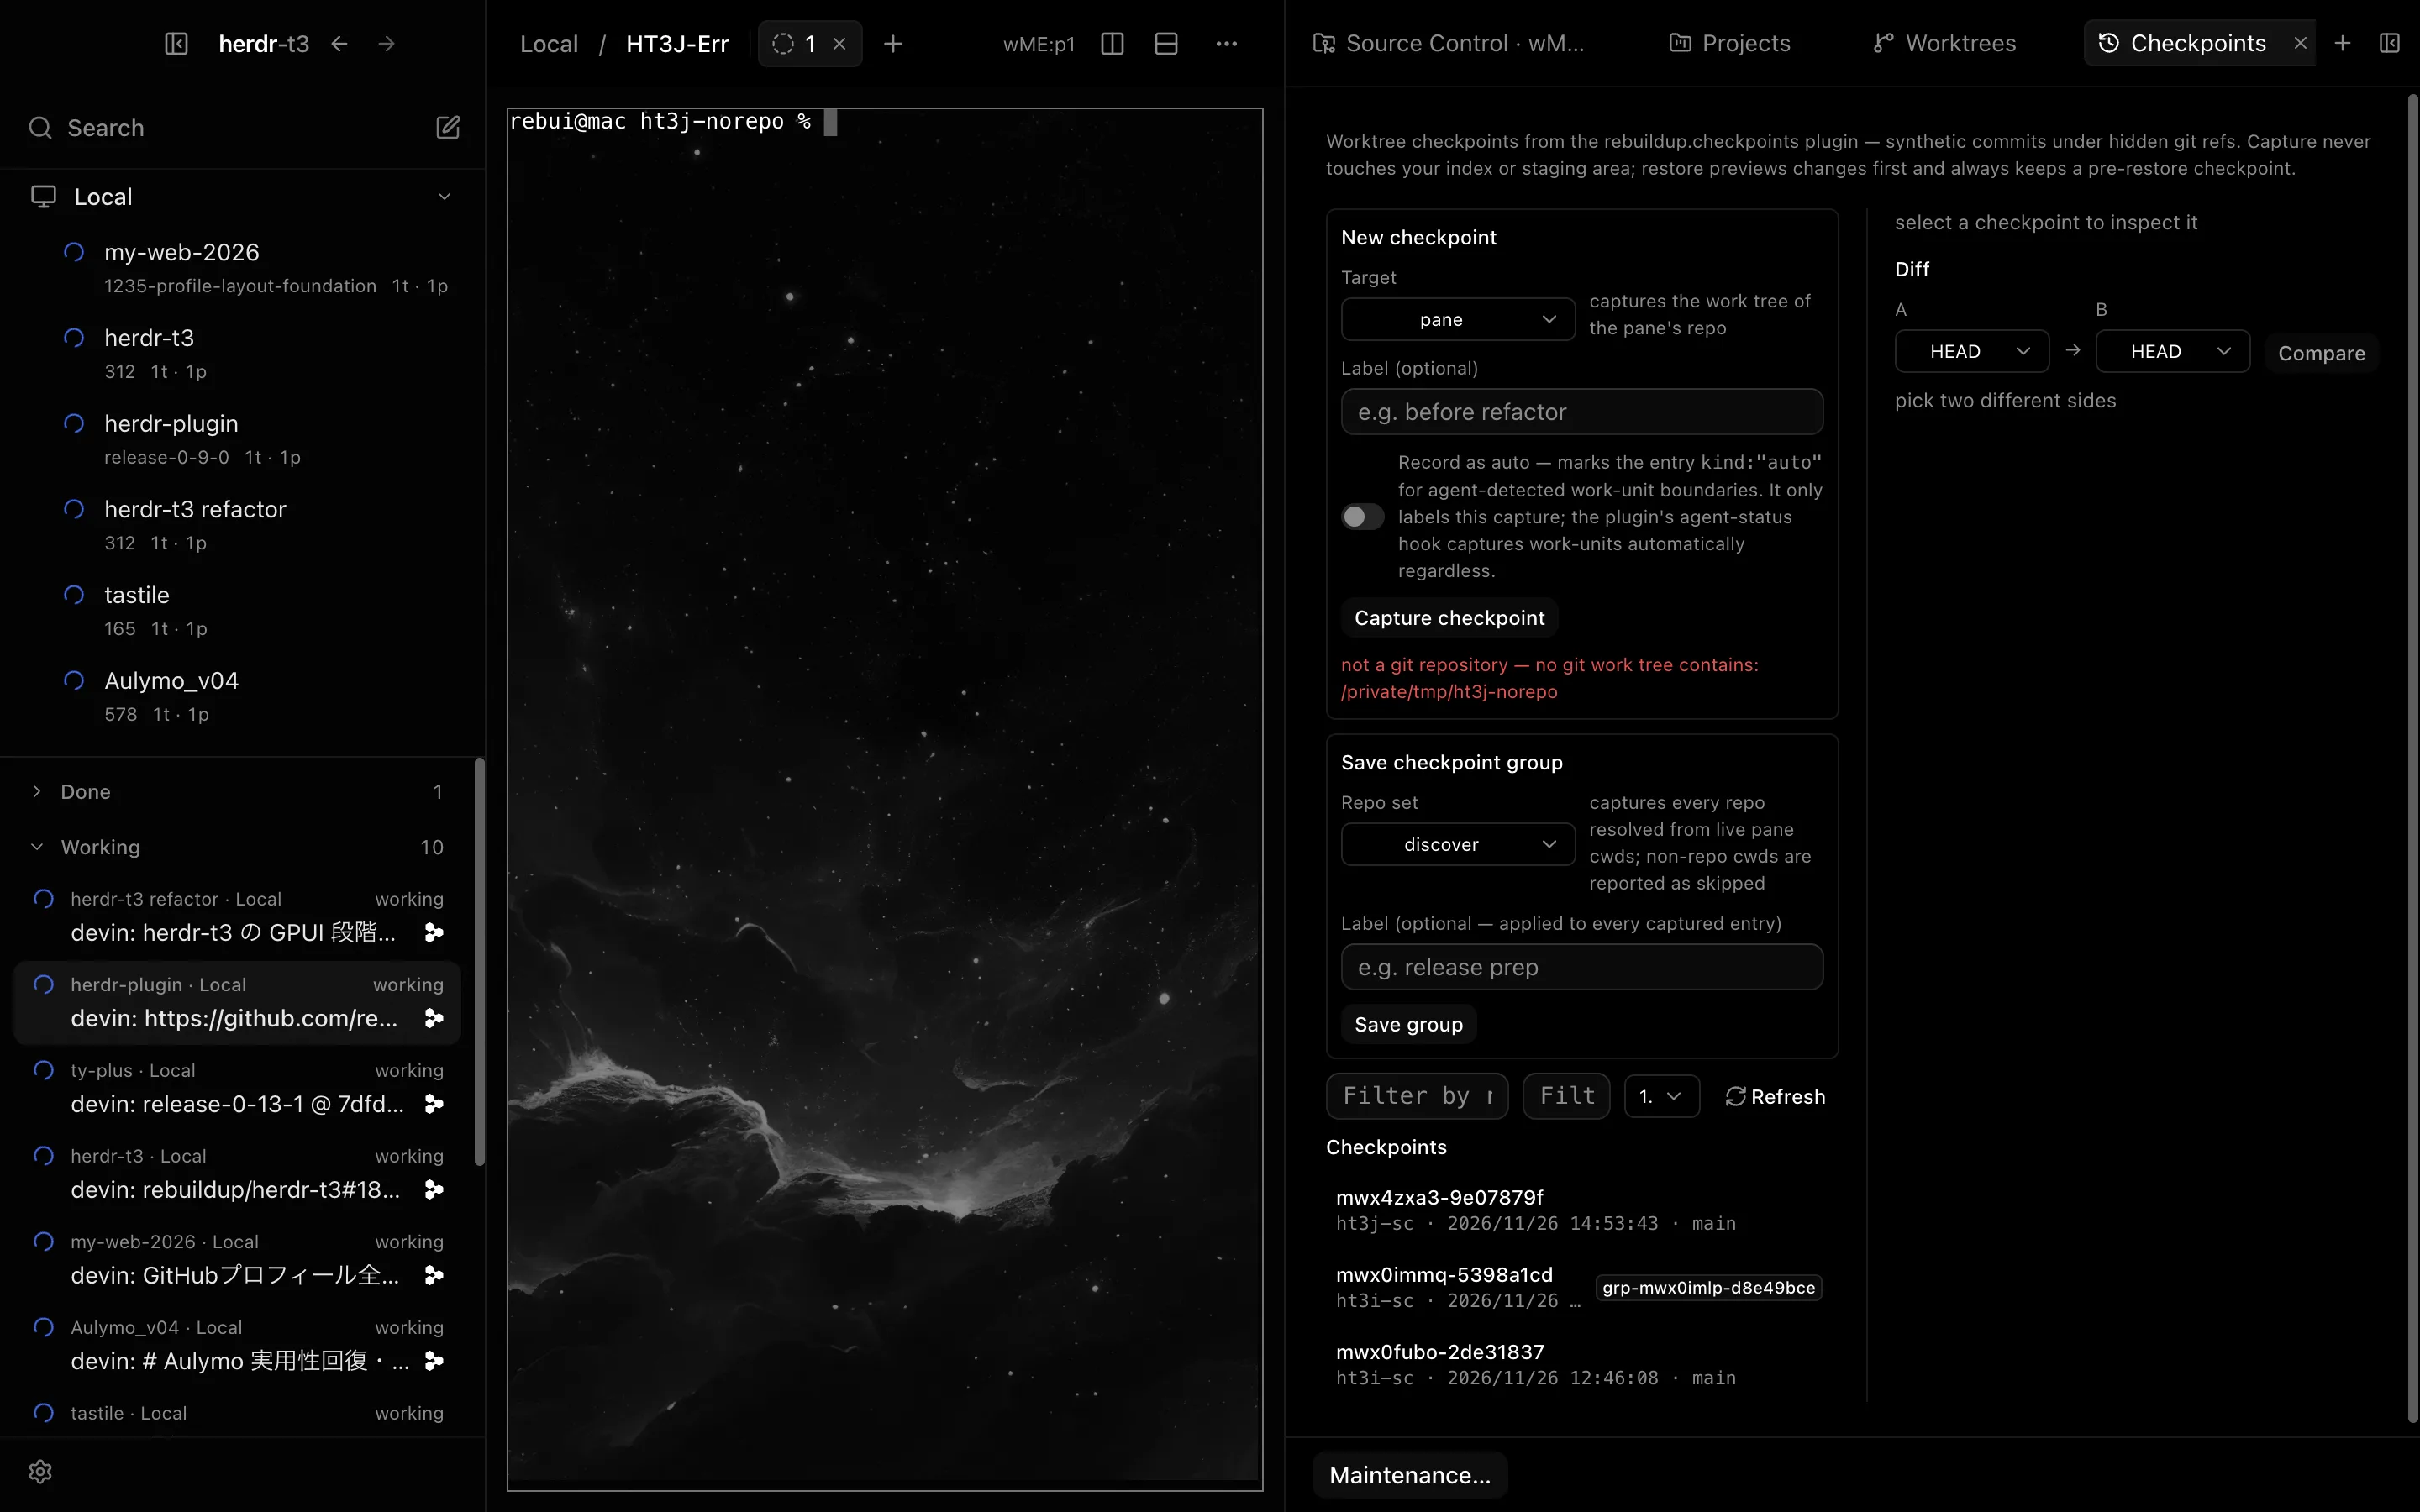 herdr-t3
Search
Local
my-web-2026
1235-profile-layout-foundation 1t · 1p
herdr-t3
312 1t · 1p
herdr-plugin
release-0-9-0 1t · 1p
herdr-t3 refactor
312 1t · 1p
tastile
165 1t · 1p
Aulymo_v04
578 1t · 1p
Done 1
Working 10
herdr-t3 refactor · Local working
devin: herdr-t3 の GPUI 段階...
herdr-plugin · Local working
devin: https://github.com/re...
ty-plus · Local working
devin: release-0-13-1 @ 7dfd...
herdr-t3 · Local working
devin: rebuildup/herdr-t3#18...
my-web-2026 · Local working
devin: GitHubプロフィール全...
Aulymo_v04 · Local working
devin: # Aulymo 実用性回復・...
tastile · Local working
Local / HT3J-Err
1
wME:p1
rebui@mac ht3j-norepo %
Source Control · wM...
Projects
Worktrees
Checkpoints
Worktree checkpoints from the rebuildup.checkpoints plugin — synthetic commits under hidden git refs. Capture never
touches your index or staging area; restore previews changes first and always keeps a pre-restore checkpoint.
New checkpoint
Target
pane
captures the work tree of
the pane's repo
Label (optional)
e.g. before refactor
Record as auto — marks the entry kind:"auto"
for agent-detected work-unit boundaries. It only
labels this capture; the plugin's agent-status
hook captures work-units automatically
regardless.
Capture checkpoint
not a git repository — no git work tree contains:
/private/tmp/ht3j-norepo
Save checkpoint group
Repo set
discover
captures every repo
resolved from live pane
cwds; non-repo cwds are
reported as skipped
Label (optional — applied to every captured entry)
e.g. release prep
Save group
Filter by
Filt
1.
Refresh
Checkpoints
mwx4zxa3-9e07879f
ht3j-sc · 2026/11/26 14:53:43 · main
mwx0immq-5398a1cd
ht3i-sc · 2026/11/26 …
grp-mwx0imlp-d8e49bce
mwx0fubo-2de31837
ht3i-sc · 2026/11/26 12:46:08 · main
select a checkpoint to inspect it
Diff
A
B
HEAD
HEAD
Compare
pick two different sides
Maintenance...